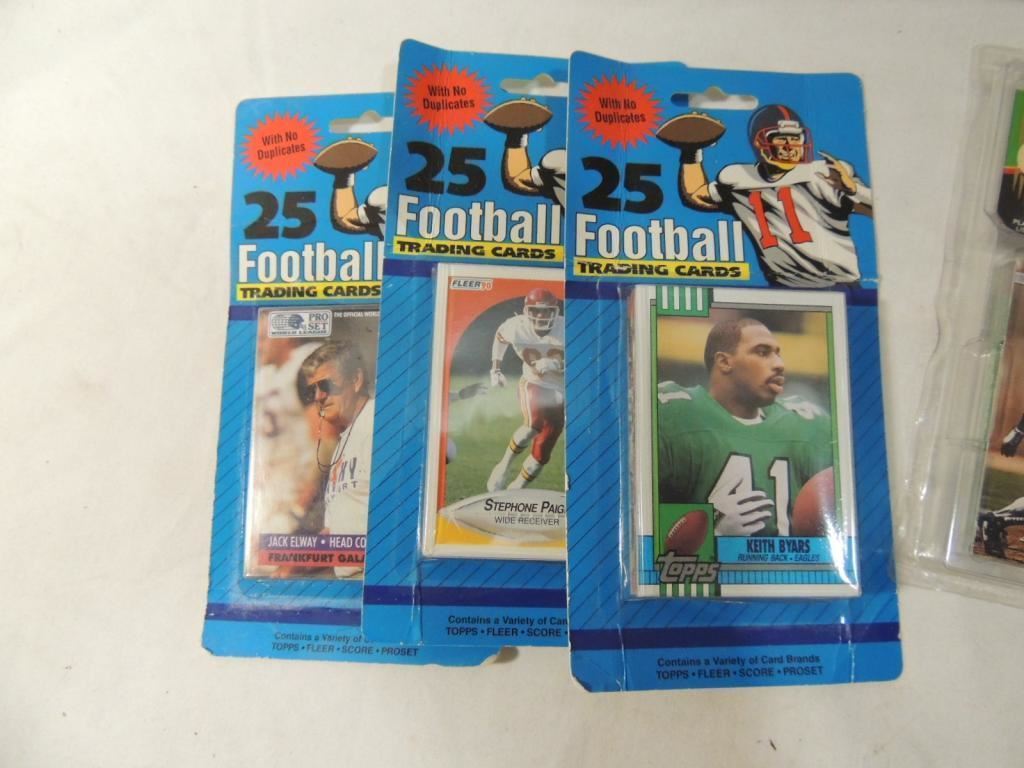 With No
Duplicates
25
Football
TRADING CARDS
PRO
SET
WORLD LEAGUE
THE OFFICIAL
JACK ELWAY • HEAD CO
FRANKFURT GALA
Contains a Variety of
TOPPS • FLEER • SCORE • PROSET
With No
Duplicates
25
Football
TRADING CARDS
FLEER 90
STEPHONE PAIG
WIDE RECEIVER
Contains a Variety of Car
TOPPS • FLEER • SCORE •
With No
Duplicates
25
Football
TRADING CARDS
11
41
41
KEITH BYARS
RUNNING BACK • EAGLES
TOPPS
Contains a Variety of Card Brands
TOPPS • FLEER • SCORE • PROSET